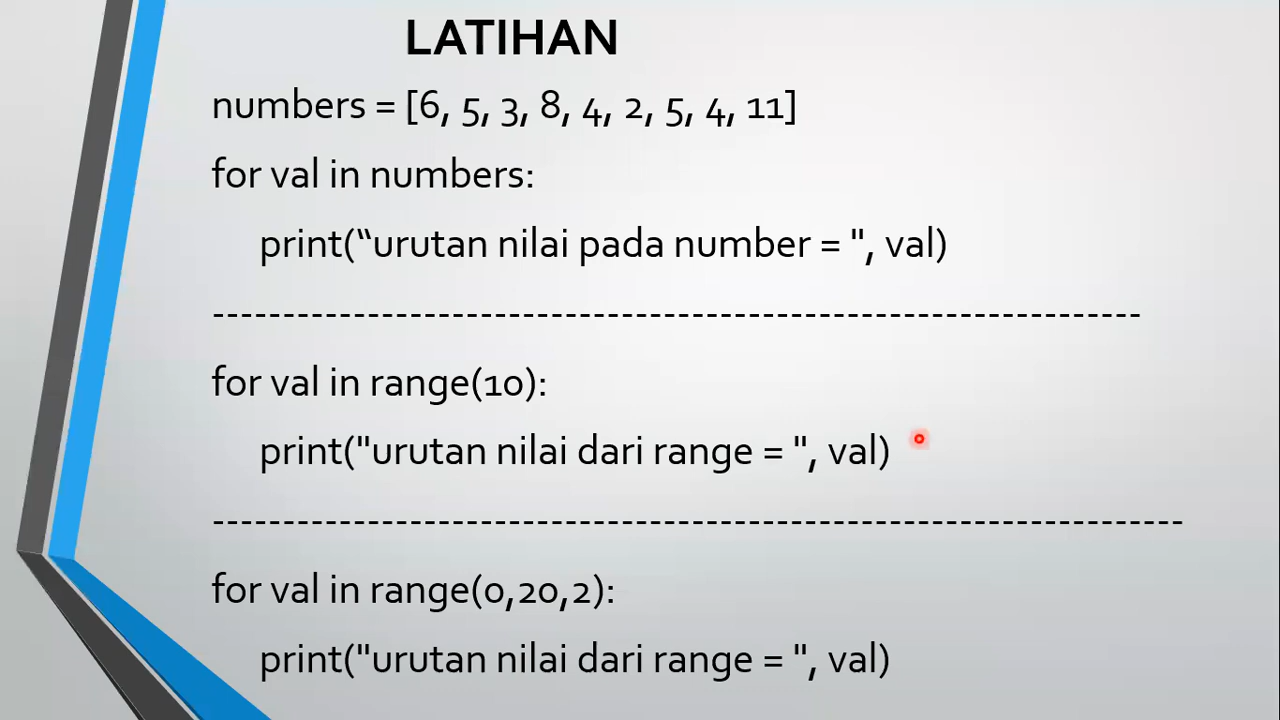 LATIHAN
numbers = [6, 5, 3, 8, 4, 2, 5, 4, 11]
for val in numbers:
print(“urutan nilai pada number = ", val)
------------------------------------------------------------------
for val in range(10):
print("urutan nilai dari range = ", val)
---------------------------------------------------------------------
for val in range(0,20,2):
print("urutan nilai dari range = ", val)